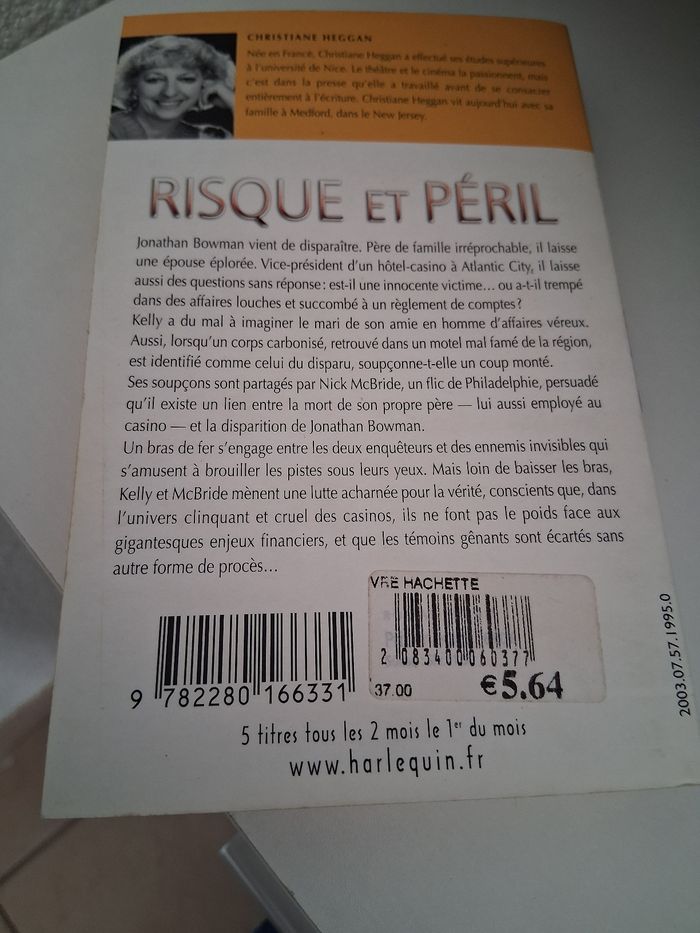 CHRISTIANE HEGGAN
Née en France, Christiane Heggan a effectué ses études supérieures
à l'université de Nice. Le théâtre et le cinéma la passionnent, mais
c'est dans la presse qu'elle a travaillé avant de se consacrer
entièrement à l'écriture. Christiane Heggan vit aujourd'hui avec sa
famille à Medford, dans le New Jersey.
RISQUE ET PÉRIL
Jonathan Bowman vient de disparaître. Père de famille irréprochable, il laisse
une épouse éplorée. Vice-président d'un hôtel-casino à Atlantic City, il laisse
aussi des questions sans réponse : est-il une innocente victime... ou a-t-il trempé
dans des affaires louches et succombé à un règlement de comptes ?
Kelly a du mal à imaginer le mari de son amie en homme d'affaires véreux.
Aussi, lorsqu'un corps carbonisé, retrouvé dans un motel mal famé de la région,
est identifié comme celui du disparu, soupçonne-t-elle un coup monté.
Ses soupçons sont partagés par Nick McBride, un flic de Philadelphie, persuadé
qu'il existe un lien entre la mort de son propre père — lui aussi employé au
casino — et la disparition de Jonathan Bowman.
Un bras de fer s'engage entre les deux enquêteurs et des ennemis invisibles qui
s'amusent à brouiller les pistes sous leurs yeux. Mais loin de baisser les bras,
Kelly et McBride mènent une lutte acharnée pour la vérité, conscients que, dans
l'univers clinquant et cruel des casinos, ils ne font pas le poids face aux
gigantesques enjeux financiers, et que les témoins gênants sont écartés sans
autre forme de procès...
VRE HACHETTE
2 083400 060377
37.00 €5.64
9 782280 166331
2003.07.57.1995.0
5 titres tous les 2 mois le 1er du mois
www.harlequin.fr